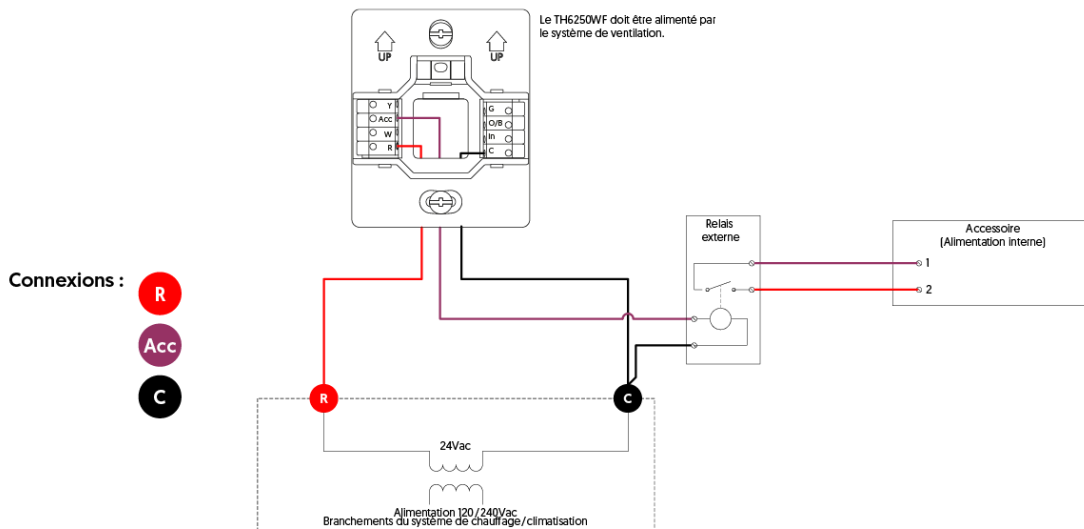 Le TH6250WF doit être alimenté par
le système de ventilation.
UP
UP
Y
Acc
W
R
G
O/B
In
C
Relais
externe
Accessoire
(Alimentation interne)
1
2
Connexions :
R
Acc
C
R
C
24Vac
Alimentation 120/240Vac
Branchements du système de chauffage/climatisation